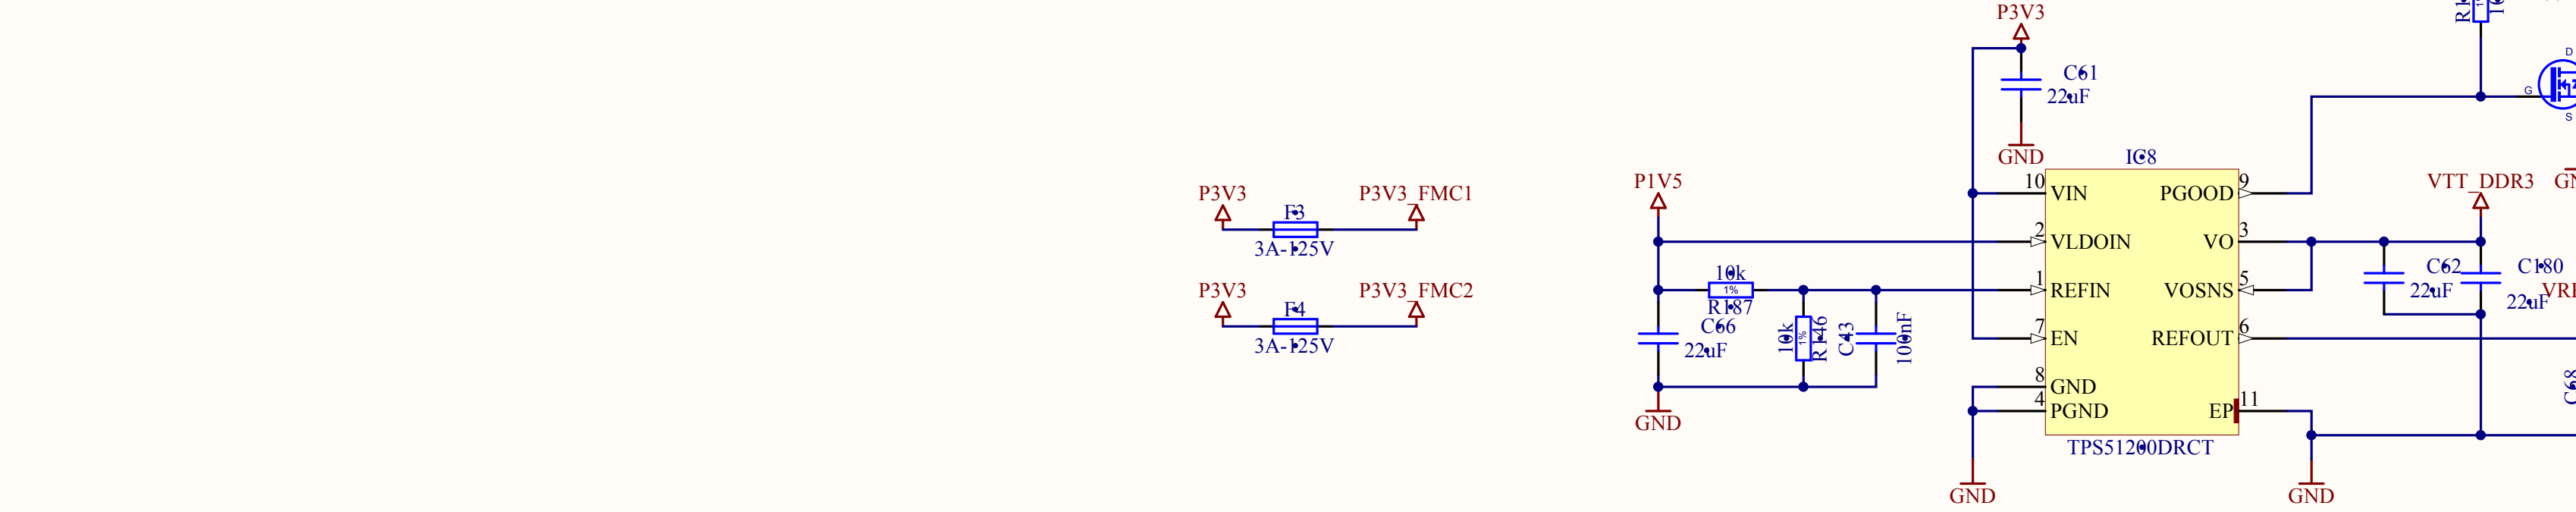 P3V3
C61
22uF
GND
P3V3
F3
3A-125V
P3V3_FMC1
P3V3
F4
3A-125V
P3V3_FMC2
P1V5
10k
1%
R187
C66
22uF
10k
1%
R146
C43
100nF
GND
IC8
10 VIN
2 VLDOIN
1 REFIN
7 EN
8 GND
4 PGND
PGOOD 9
VO 3
VOSNS 5
REFOUT 6
EP 11
TPS51200DRCT
GND
GND
D
G
S
VTT_DDR3
C62
22uF
C180
22uF
C68